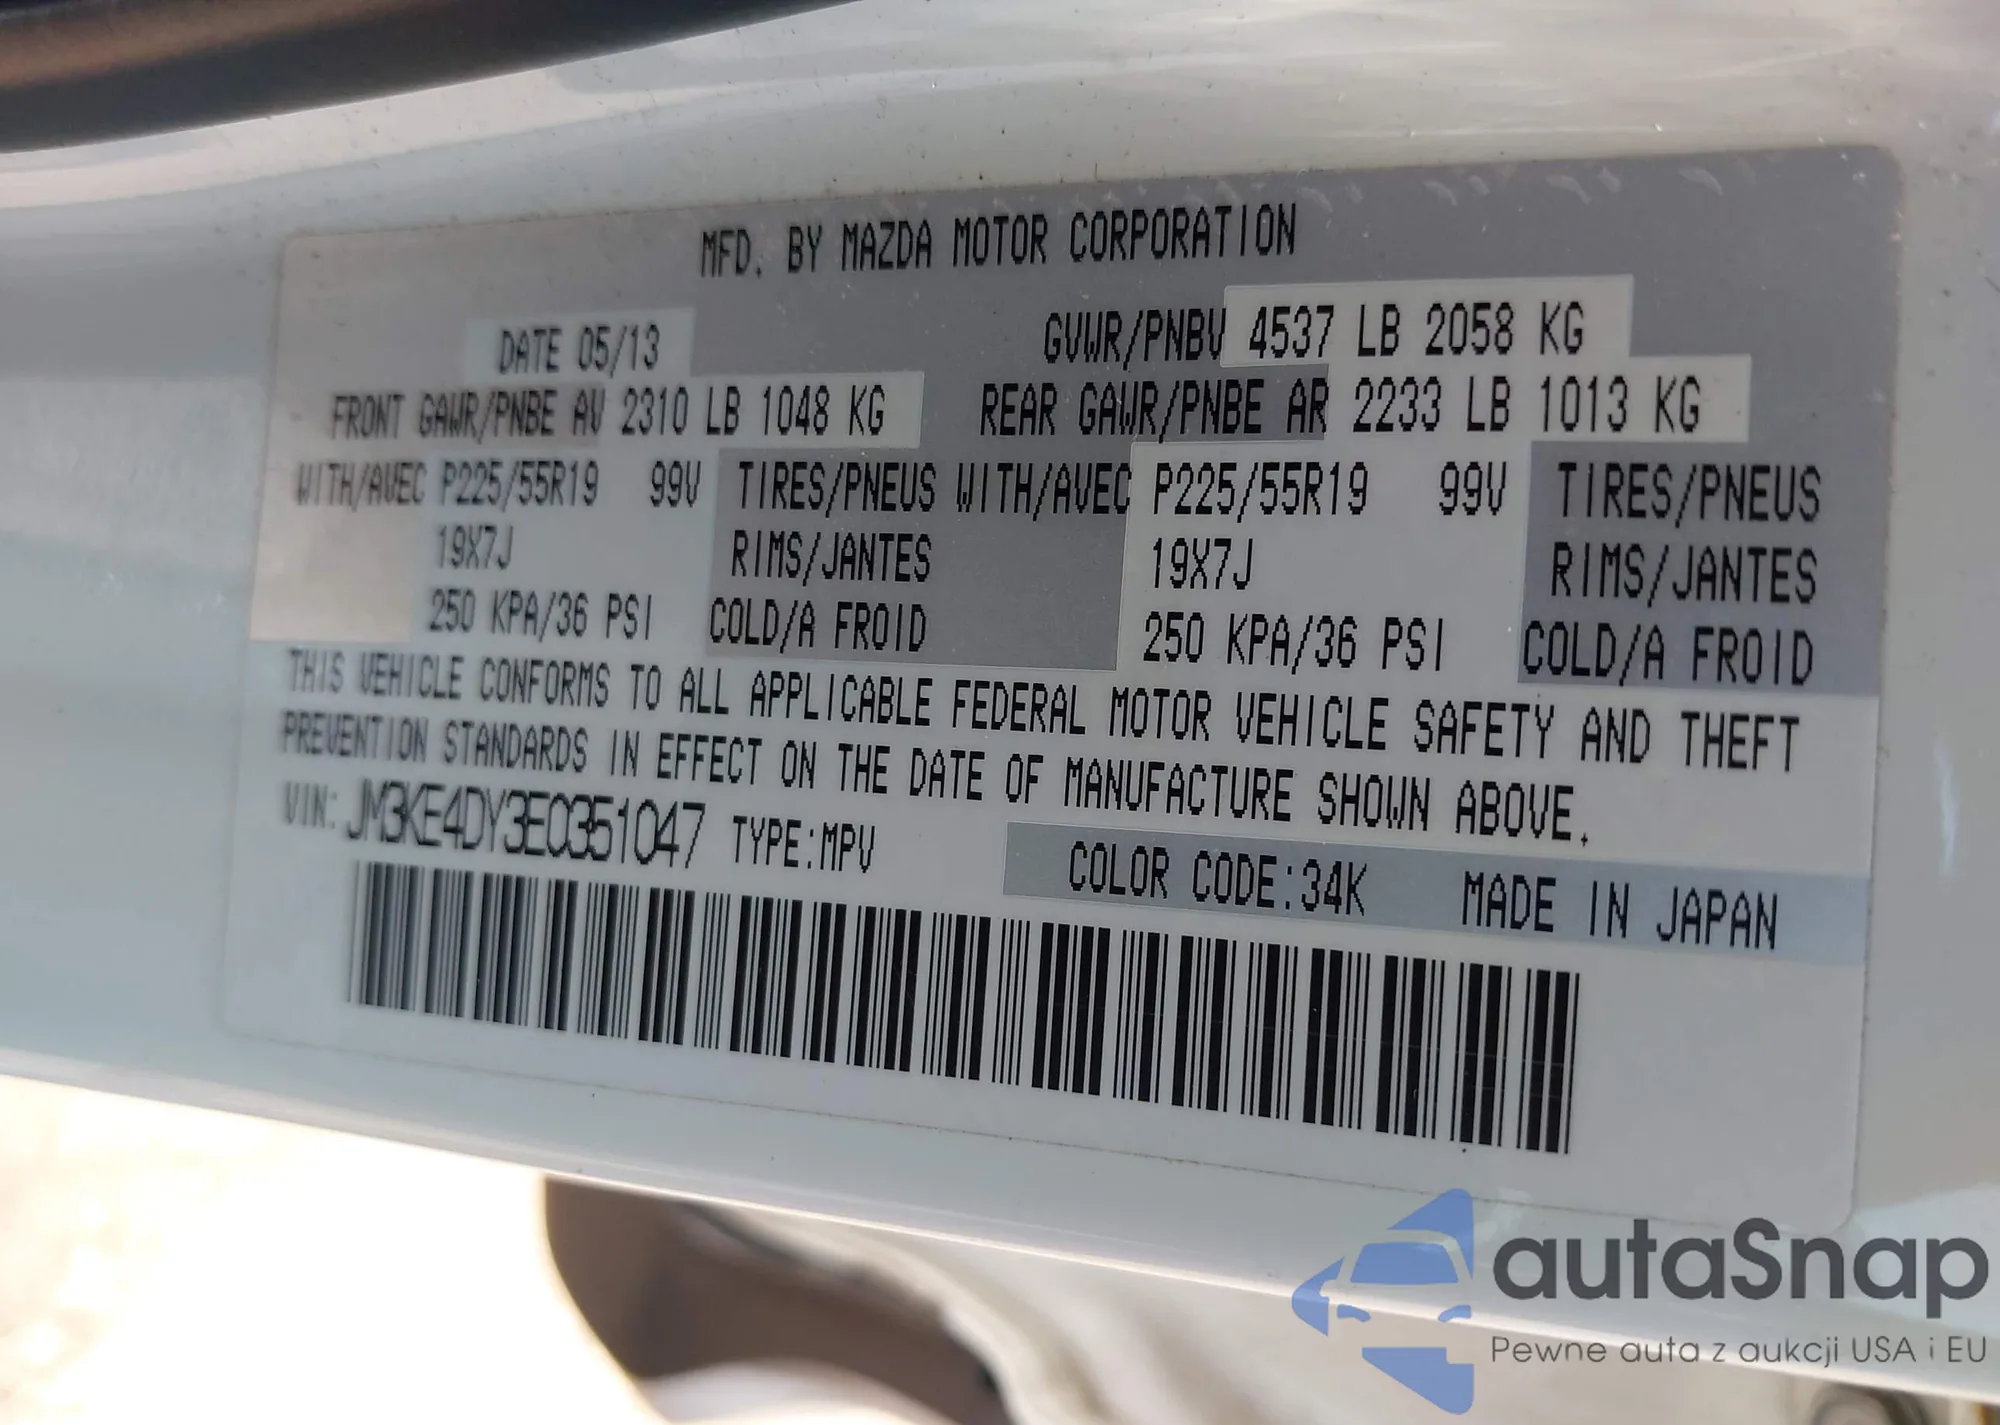 MFD. BY MAZDA MOTOR CORPORATION
DATE 05/13 GVWR/PNBV 4537 LB 2058 KG
FRONT GAWR/PNBE AV 2310 LB 1048 KG REAR GAWR/PNBE AR 2233 LB 1013 KG
WITH/AVEC P225/55R19 99V TIRES/PNEUS WITH/AVEC P225/55R19 99V TIRES/PNEUS
19X7J RIMS/JANTES 19X7J RIMS/JANTES
250 KPA/36 PSI COLD/A FROID 250 KPA/36 PSI COLD/A FROID
THIS VEHICLE CONFORMS TO ALL APPLICABLE FEDERAL MOTOR VEHICLE SAFETY AND THEFT
PREVENTION STANDARDS IN EFFECT ON THE DATE OF MANUFACTURE SHOWN ABOVE.
VIN: JM3KE4DY3E0351047 TYPE:MPV
COLOR CODE:34K MADE IN JAPAN
autaSnap
Pewne auta z aukcji USA i EU